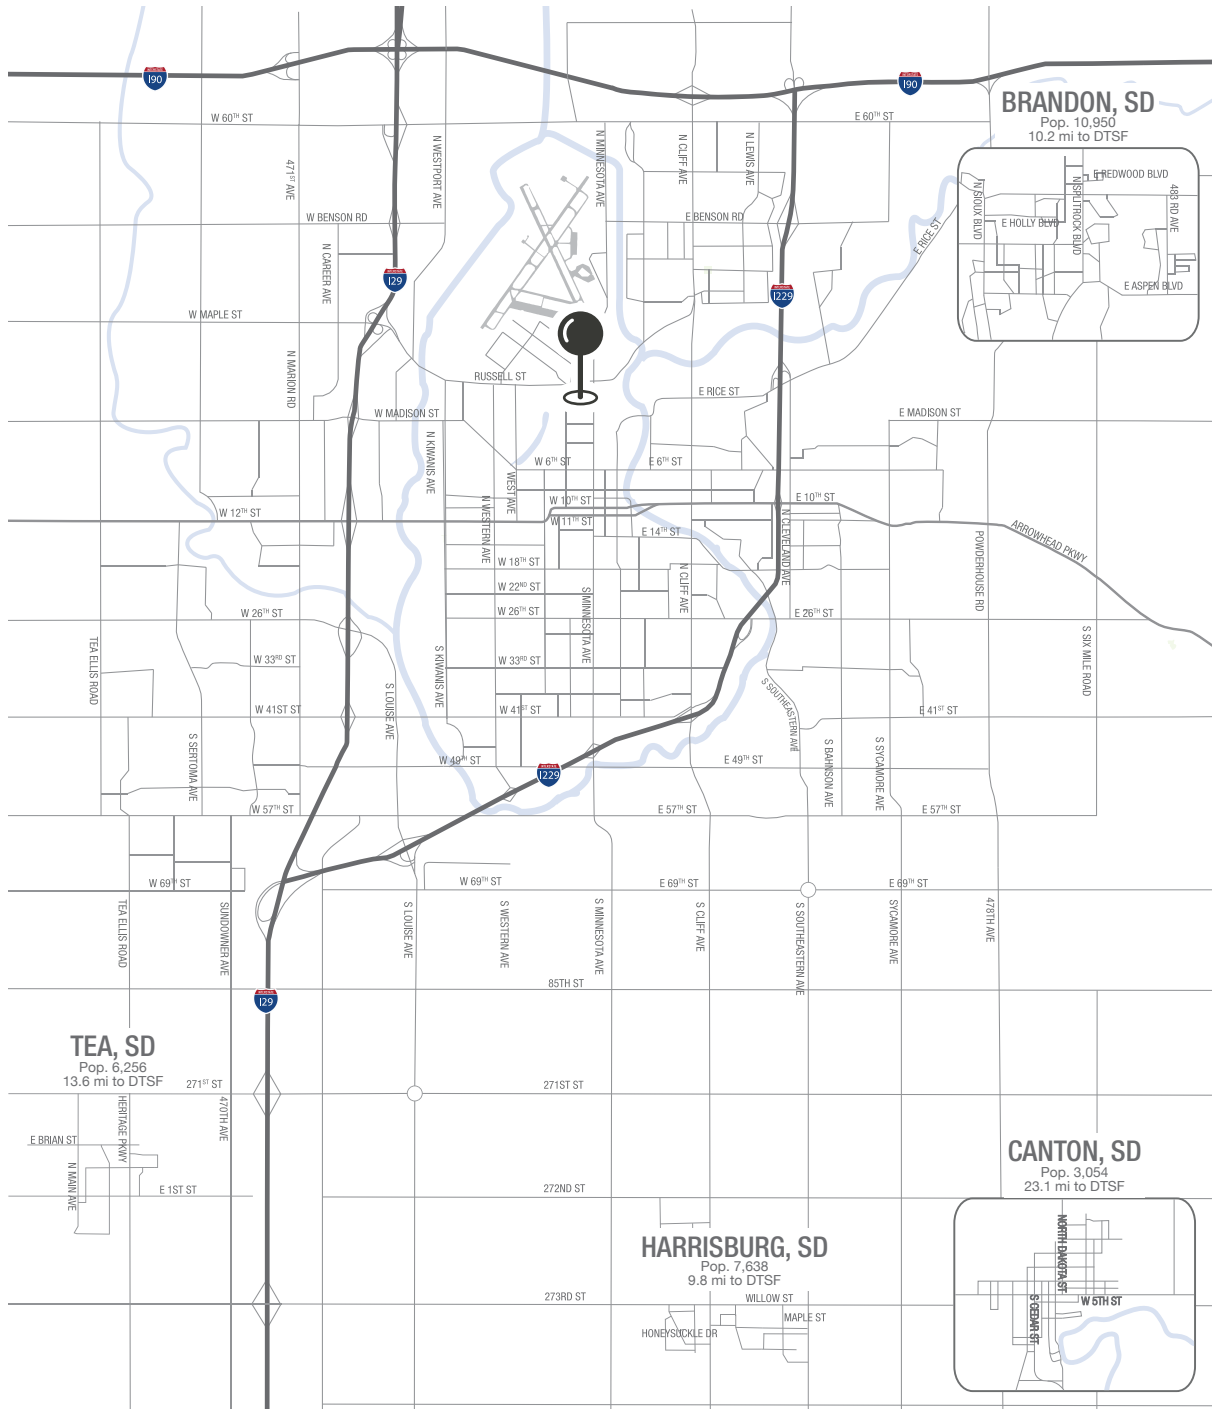 I90
I90
BRANDON, SD
Pop. 10,950
10.2 mi to DTSF
W 60TH ST
E 60TH ST
N WESTPORT AVE
N MINNESOTA AVE
N CLIFF AVE
N LEWIS AVE
471ST AVE
E REDWOOD BLVD
N SIOUX BLVD
N SPLITROCK BLVD
483 RD AVE
E HOLLY BLVD
E ASPEN BLVD
W BENSON RD
E BENSON RD
E RICE ST
N CAREER AVE
I29
I229
W MAPLE ST
N MARION RD
RUSSELL ST
E RICE ST
W MADISON ST
E MADISON ST
N KIWANIS AVE
W 6TH ST
E 6TH ST
WEST AVE
W 10TH ST
E 10TH ST
N WESTERN AVE
W 12TH ST
W 11TH ST
N CLEVELAND AVE
E 14TH ST
ARROWHEAD PKWY
POWDERHOUSE RD
W 18TH ST
N CLIFF AVE
W 22ND ST
S MINNESOTA AVE
W 26TH ST
W 26TH ST
E 26TH ST
TEA ELLIS ROAD
S SIX MILE ROAD
W 33RD ST
S KIWANIS AVE
W 33RD ST
S LOUISE AVE
S SOUTHEASTERN AVE
W 41ST ST
W 41ST ST
E 41ST ST
S SERTOMA AVE
S BAHNSON AVE
S SYCAMORE AVE
W 49TH ST
E 49TH ST
I229
W 57TH ST
E 57TH ST
E 57TH ST
W 69TH ST
W 69TH ST
E 69TH ST
E 69TH ST
TEA ELLIS ROAD
SUNDOWNER AVE
S LOUISE AVE
S WESTERN AVE
S MINNESOTA AVE
S CLIFF AVE
S SOUTHEASTERN AVE
SYCAMORE AVE
478TH AVE
85TH ST
I29
TEA, SD
Pop. 6,256
13.6 mi to DTSF
271ST ST
271ST ST
HERITAGE PKWY
470TH AVE
E BRIAN ST
N MAIN AVE
E 1ST ST
272ND ST
CANTON, SD
Pop. 3,054
23.1 mi to DTSF
NORTH DAKOTA ST
W 5TH ST
S CEDAR ST
HARRISBURG, SD
Pop. 7,638
9.8 mi to DTSF
273RD ST
WILLOW ST
MAPLE ST
HONEYSUCKLE DR